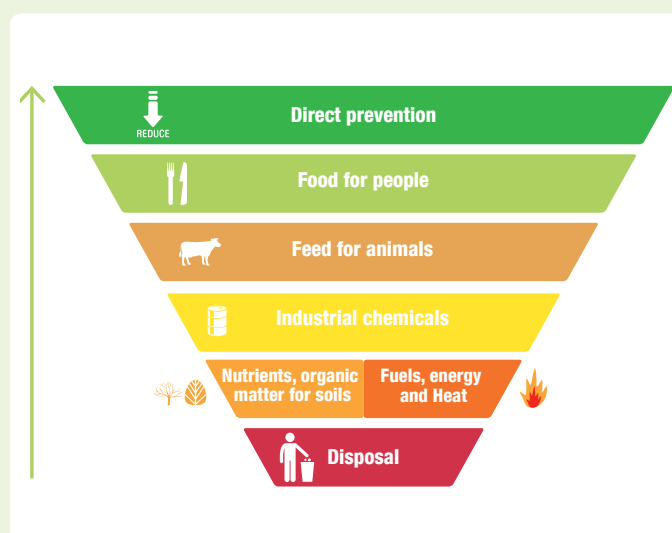 REDUCE
Direct prevention
Food for people
Feed for animals
Industrial chemicals
Nutrients, organic
matter for soils
Fuels, energy
and Heat
Disposal